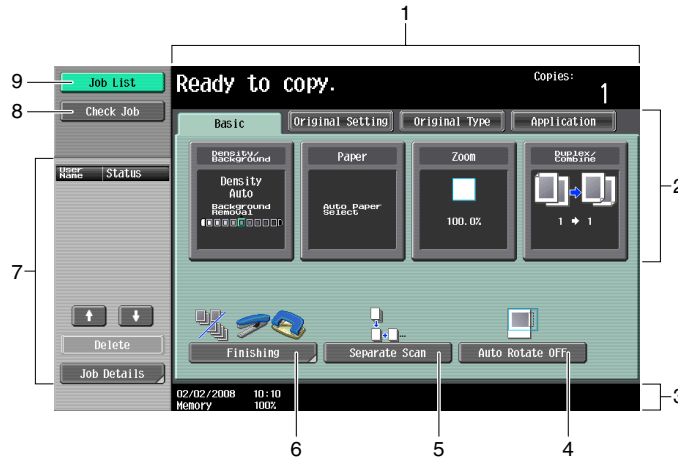 1
9
Job List
Ready to copy.
Copies:
1
8
Check Job
Basic
Original Setting
Original Type
Application
2
7
User Name
Status
Density/
Background
Paper
Zoom
Duplex/
Combine
Density
Auto
Background
Removal
Auto Paper
Select
100.0%
1 → 1
Delete
Job Details
Finishing
Separate Scan
Auto Rotate OFF
02/02/2008 10:10
Memory 100%
3
6
5
4